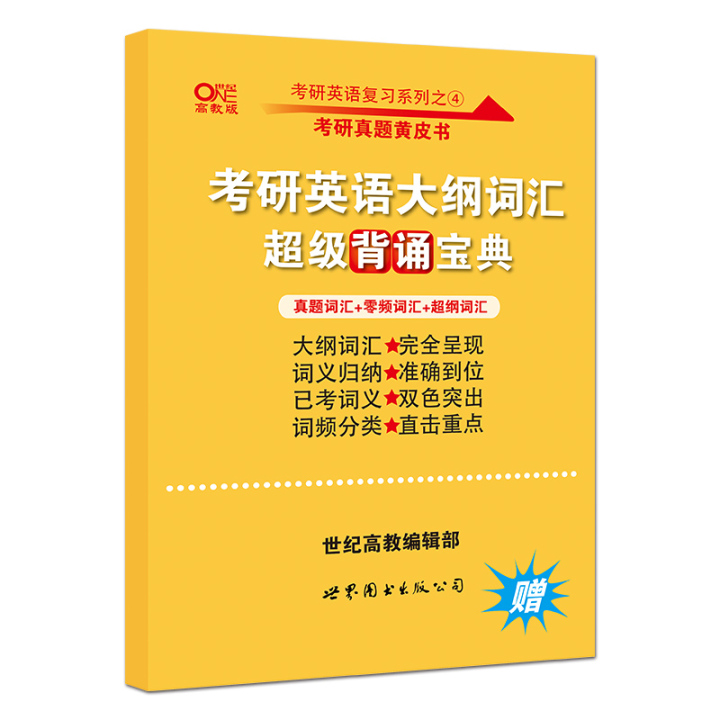 世纪
ONE
高教版
考研英语复习系列之④
考研真题黄皮书
考研英语大纲词汇
超级背诵宝典
真题词汇+零频词汇+超纲词汇
大纲词汇★完全呈现
词义归纳★准确到位
已考词义★双色突出
词频分类★直击重点
世纪高教编辑部
世界图书出版公司
赠